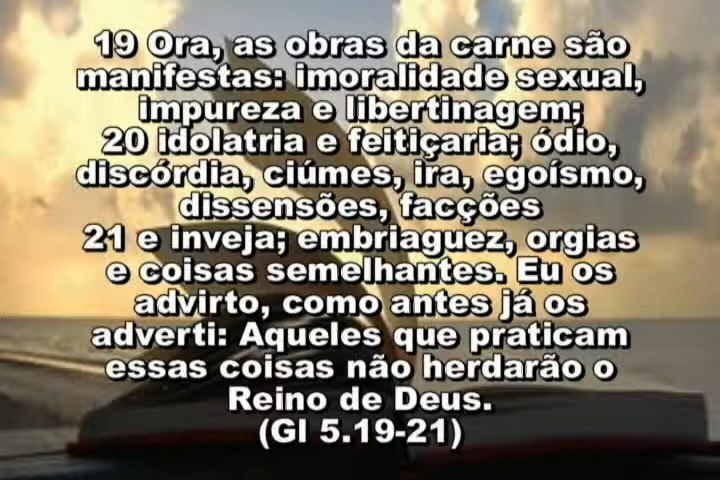 19 Ora, as obras da carne são
manifestas: imoralidade sexual,
impureza e libertinagem;
20 idolatria e feitiçaria; ódio,
discórdia, ciúmes, ira, egoísmo,
dissensões, facções
21 e inveja; embriaguez, orgias
e coisas semelhantes. Eu os
advirto, como antes já os
adverti: Aqueles que praticam
essas coisas não herdarão o
Reino de Deus.
(Gl 5.19-21)